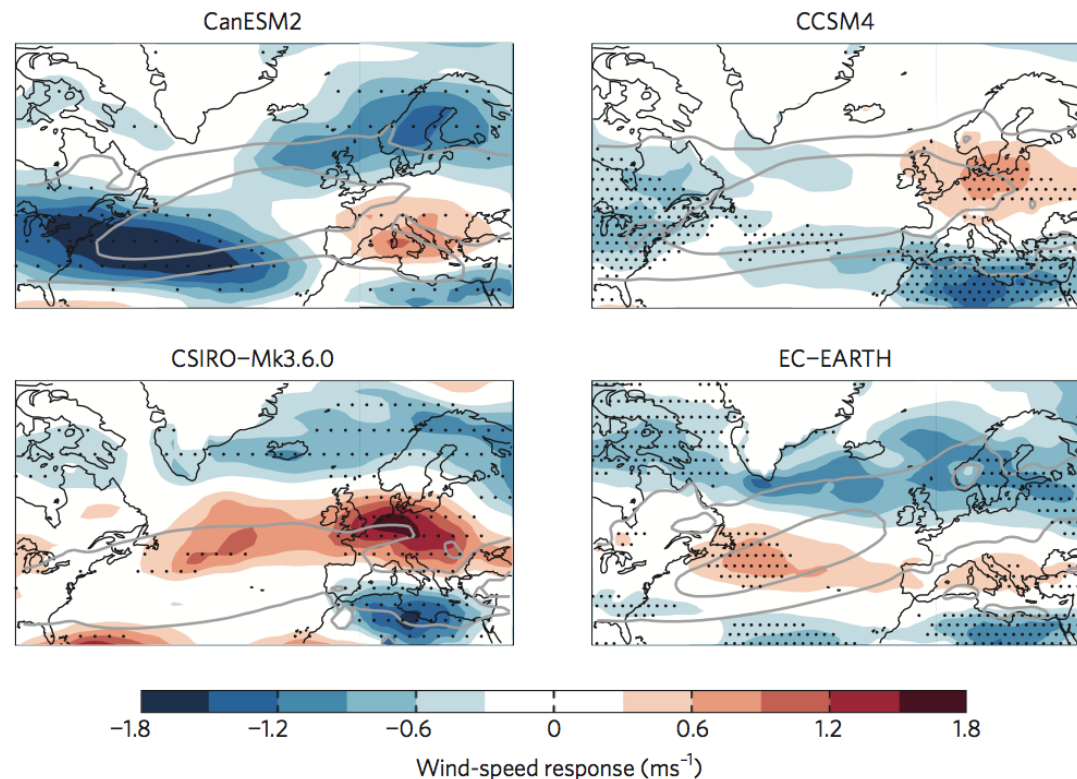 CanESM2
CCSM4
CSIRO−Mk3.6.0
EC−EARTH
−1.8 −1.2 −0.6 0 0.6 1.2 1.8
Wind-speed response (ms⁻¹)